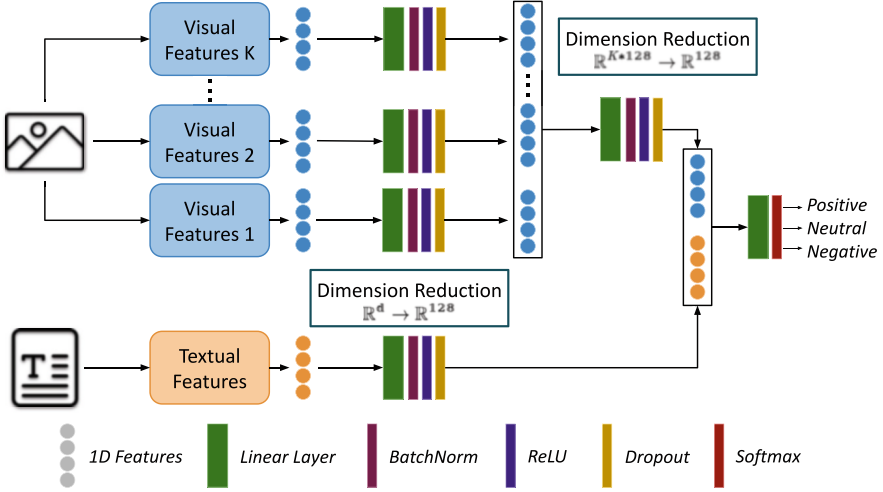 Visual
Features K
Dimension Reduction
ℝ^{K*128} → ℝ^{128}
Visual
Features 2
Visual
Features 1
Positive
Neutral
Negative
Dimension Reduction
ℝ^d → ℝ^{128}
T
Textual
Features
1D Features
Linear Layer
BatchNorm
ReLU
Dropout
Softmax